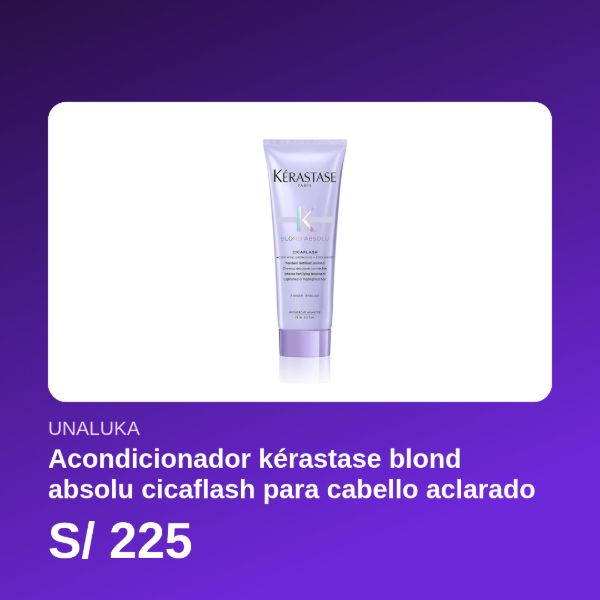 KÉRASTASE
PARIS
K
BLOND ABSOLU
CICAFLASH
UNALUKA
Acondicionador kérastase blond
absolu cicaflash para cabello aclarado
S/ 225